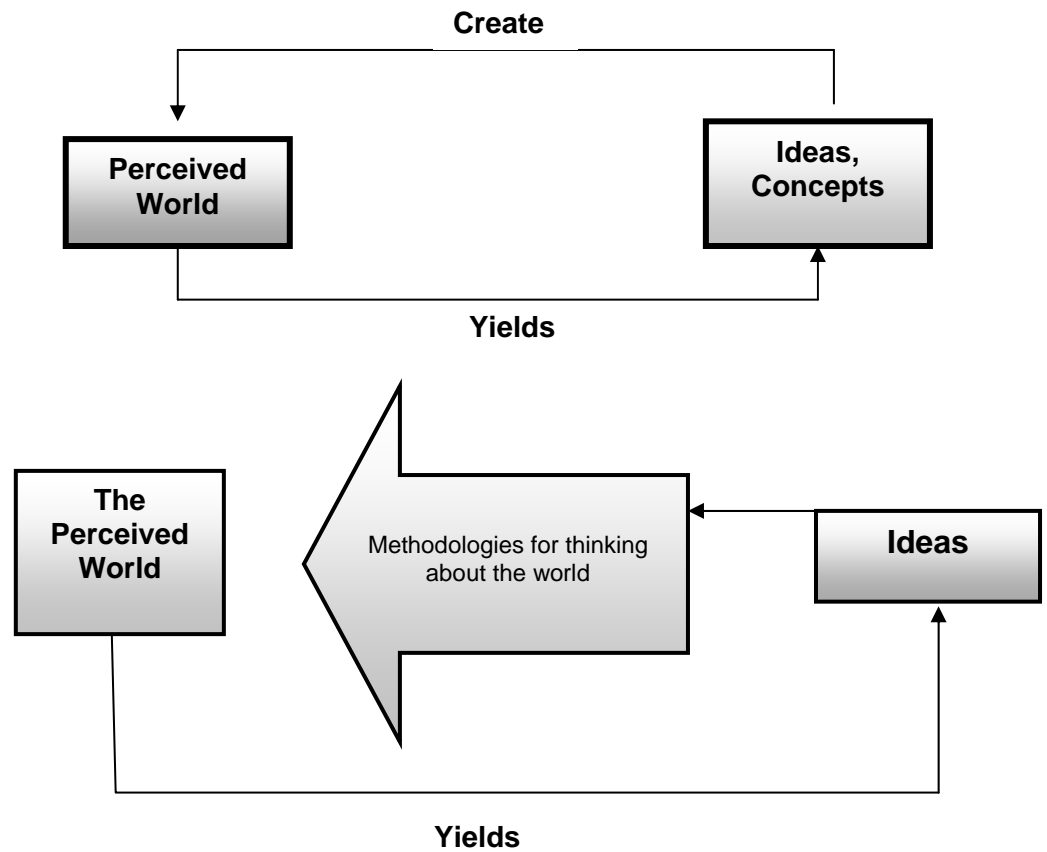 Create
Perceived
World
Ideas,
Concepts
Yields
The
Perceived
World
Methodologies for thinking
about the world
Ideas
Yields